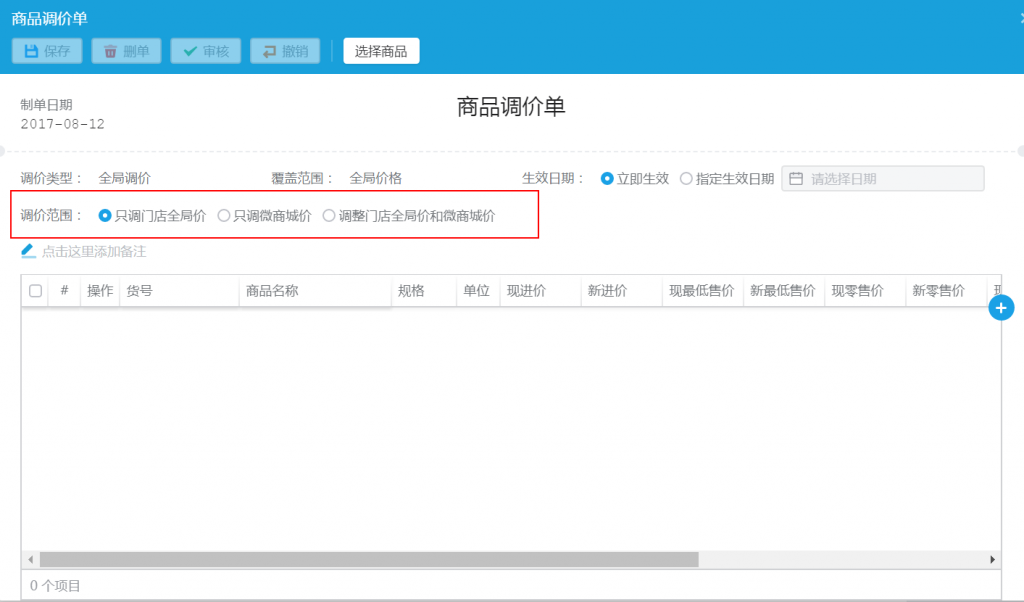 商品调价单
保存 删单 审核 撤销 选择商品
制单日期
2017-08-12
商品调价单
调价类型： 全局调价 覆盖范围： 全局价格 生效日期： 立即生效 指定生效日期 请选择日期
调价范围： 只调门店全局价 只调微商城价 调整门店全局价和微商城价
点击这里添加备注
# 操作 货号 商品名称 规格 单位 现进价 新进价 现最低售价 新最低售价 现零售价 新零售价
0 个项目